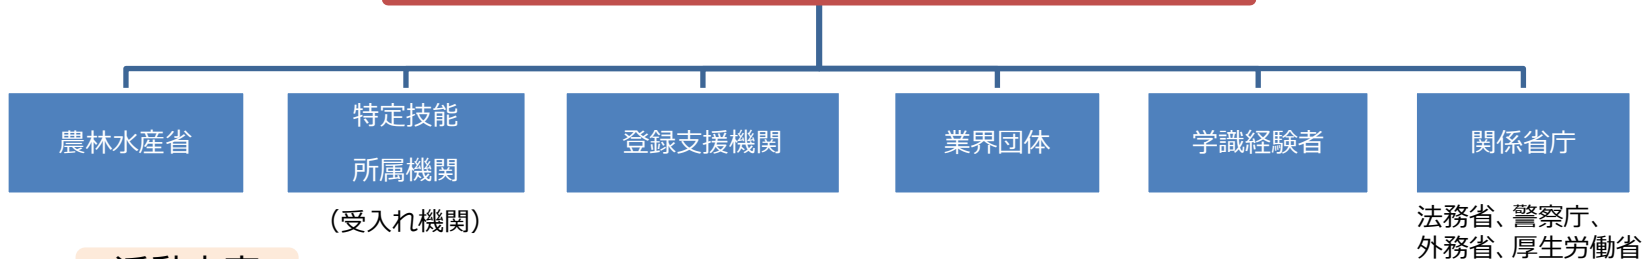 農林水産省
特定技能
所属機関
登録支援機関
業界団体
学識経験者
関係省庁
（受入れ機関）
法務省、警察庁、
外務省、厚生労働省